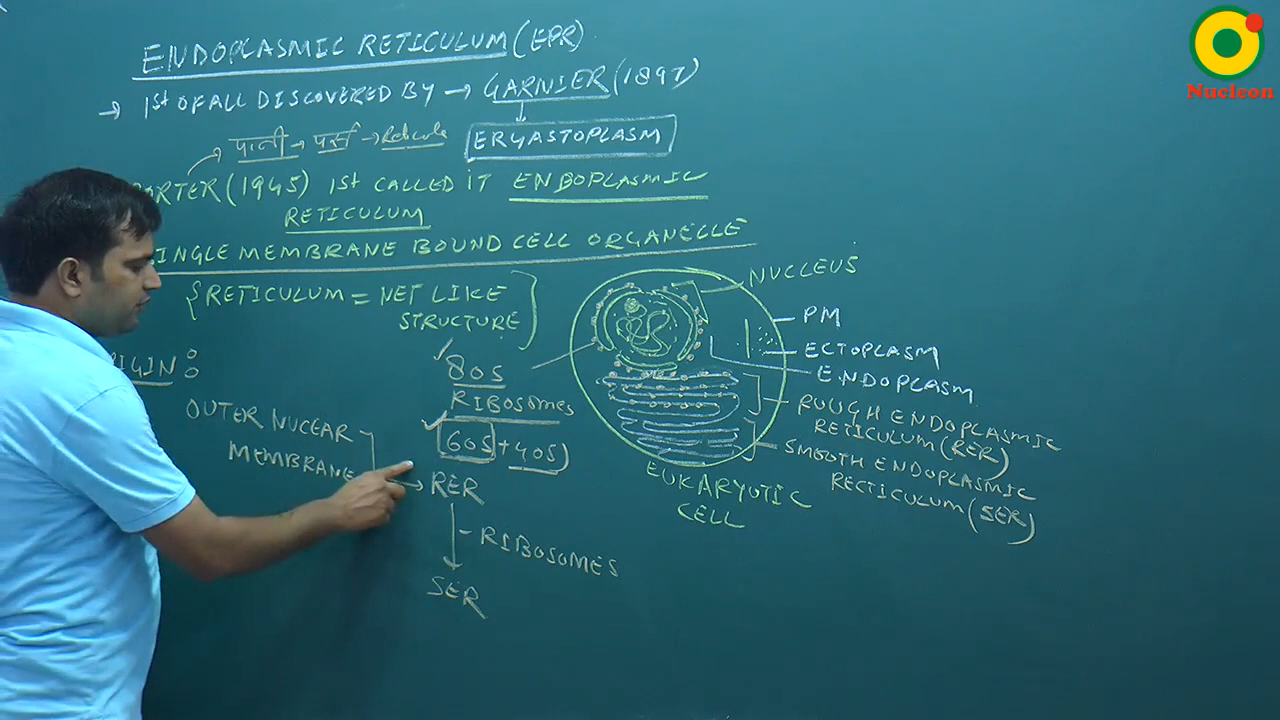 ENDOPLASMIC RETICULUM (EPR)
→ 1st OF ALL DISCOVERED BY → GARNIER (1897)
ERGASTOPLASM
पानी → पर्स → Reticule
PORTER (1945) 1st CALLED IT ENDOPLASMIC
RETICULUM
SINGLE MEMBRANE BOUND CELL ORGANELLE
{RETICULUM = NET LIKE
STRUCTURE}
IGIN:
OUTER NUCEAR
MEMBRANE → RER
80S
RIBOSOMES
60S + 40S)
- RIBOSOMES
SER
NUCLEUS
PM
ECTOPLASM
ENDOPLASM
ROUGH ENDOPLASMIC
RETICULUM (RER)
SMOOTH ENDOPLASMIC
RECTICULUM (SER)
EUKARYOTIC
CELL
Nucleon